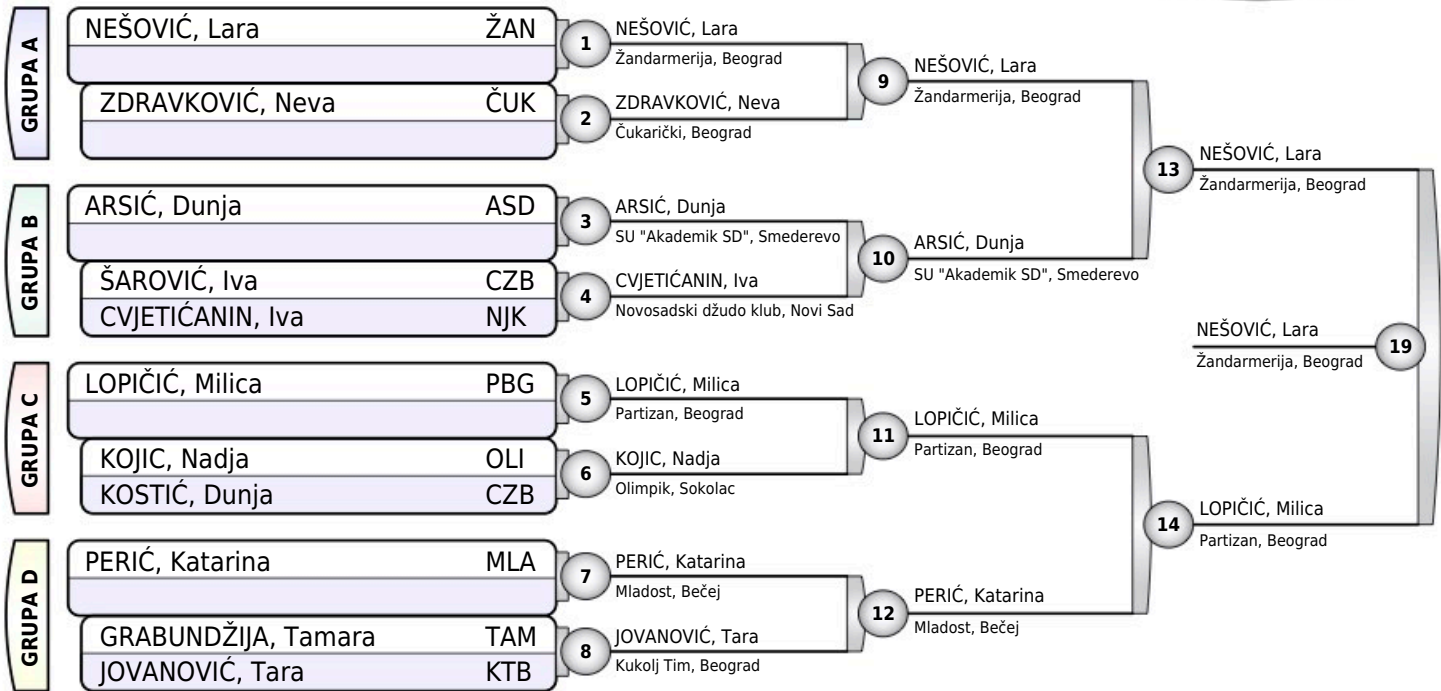 GRUPA A
NEŠOVIĆ, Lara ŽAN
ZDRAVKOVIĆ, Neva ČUK
GRUPA B
ARSIĆ, Dunja ASD
ŠAROVIĆ, Iva CZB
CVJETIĆANIN, Iva NJK
GRUPA C
LOPIČIĆ, Milica PBG
KOJIC, Nadja OLI
KOSTIĆ, Dunja CZB
GRUPA D
PERIĆ, Katarina MLA
GRABUNDŽIJA, Tamara TAM
JOVANOVIĆ, Tara KTB
1
NEŠOVIĆ, Lara
Žandarmerija, Beograd
2
ZDRAVKOVIĆ, Neva
Čukarički, Beograd
3
ARSIĆ, Dunja
SU "Akademik SD", Smederevo
4
CVJETIĆANIN, Iva
Novosadski džudo klub, Novi Sad
5
LOPIČIĆ, Milica
Partizan, Beograd
6
KOJIC, Nadja
Olimpik, Sokolac
7
PERIĆ, Katarina
Mladost, Bečej
8
JOVANOVIĆ, Tara
Kukolj Tim, Beograd
9
NEŠOVIĆ, Lara
Žandarmerija, Beograd
10
ARSIĆ, Dunja
SU "Akademik SD", Smederevo
11
LOPIČIĆ, Milica
Partizan, Beograd
12
PERIĆ, Katarina
Mladost, Bečej
13
NEŠOVIĆ, Lara
Žandarmerija, Beograd
14
LOPIČIĆ, Milica
Partizan, Beograd
NEŠOVIĆ, Lara
Žandarmerija, Beograd
19